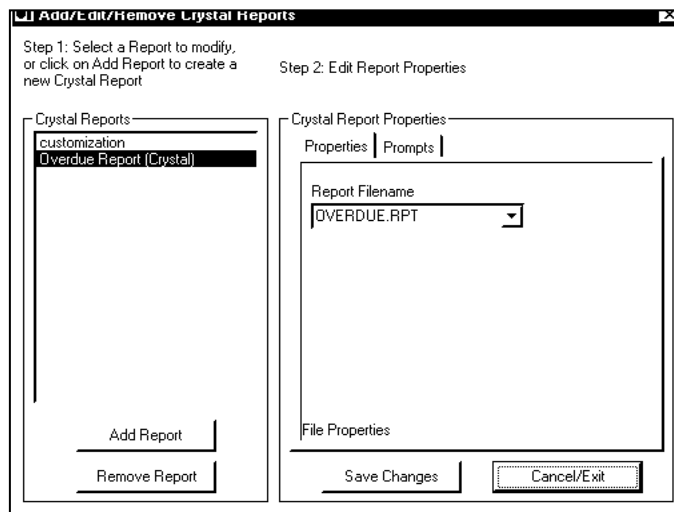 Add/Edit/Remove Crystal Reports
Step 1: Select a Report to modify,
or click on Add Report to create a
new Crystal Report
Step 2: Edit Report Properties
Crystal Reports
customization
Overdue Report (Crystal)
Add Report
Remove Report
Crystal Report Properties
Properties
Prompts
Report Filename
OVERDUE.RPT
File Properties
Save Changes
Cancel/Exit